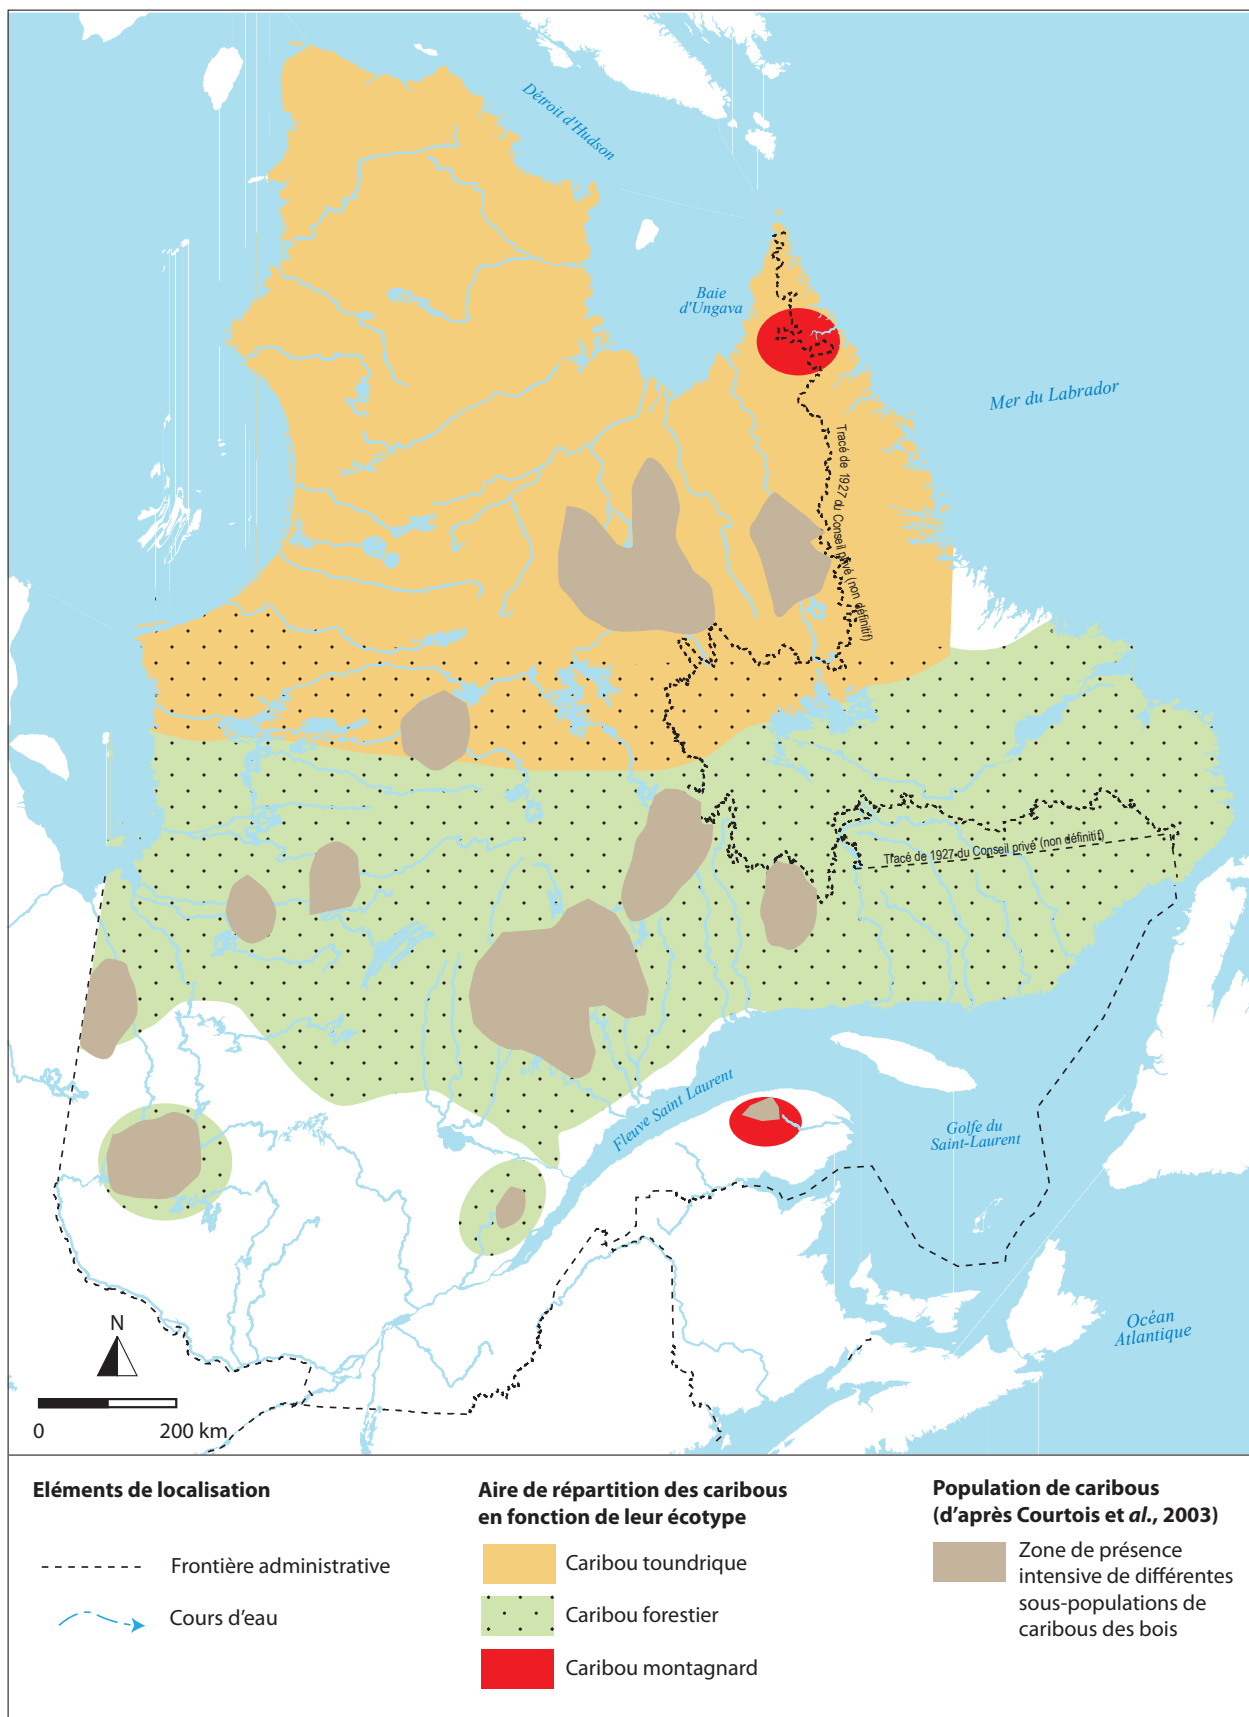 Détroit d'Hudson
Baie
d'Ungava
Mer du Labrador
Tracé de 1927 du Conseil privé (non définitif)
Tracé de 1927 du Conseil privé (non définitif)
Fleuve Saint Laurent
Golfe du
Saint-Laurent
Océan
Atlantique
N
0 200 km
Eléments de localisation
Frontière administrative
Cours d'eau
Aire de répartition des caribous
en fonction de leur écotype
Caribou toundrique
Caribou forestier
Caribou montagnard
Population de caribous
(d'après Courtois et al., 2003)
Zone de présence
intensive de différentes
sous-populations de
caribous des bois